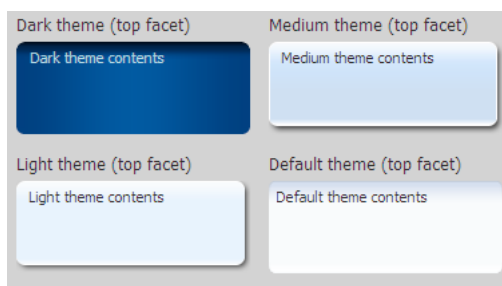 Dark theme (top facet)
Dark theme contents
Medium theme (top facet)
Medium theme contents
Light theme (top facet)
Light theme contents
Default theme (top facet)
Default theme contents